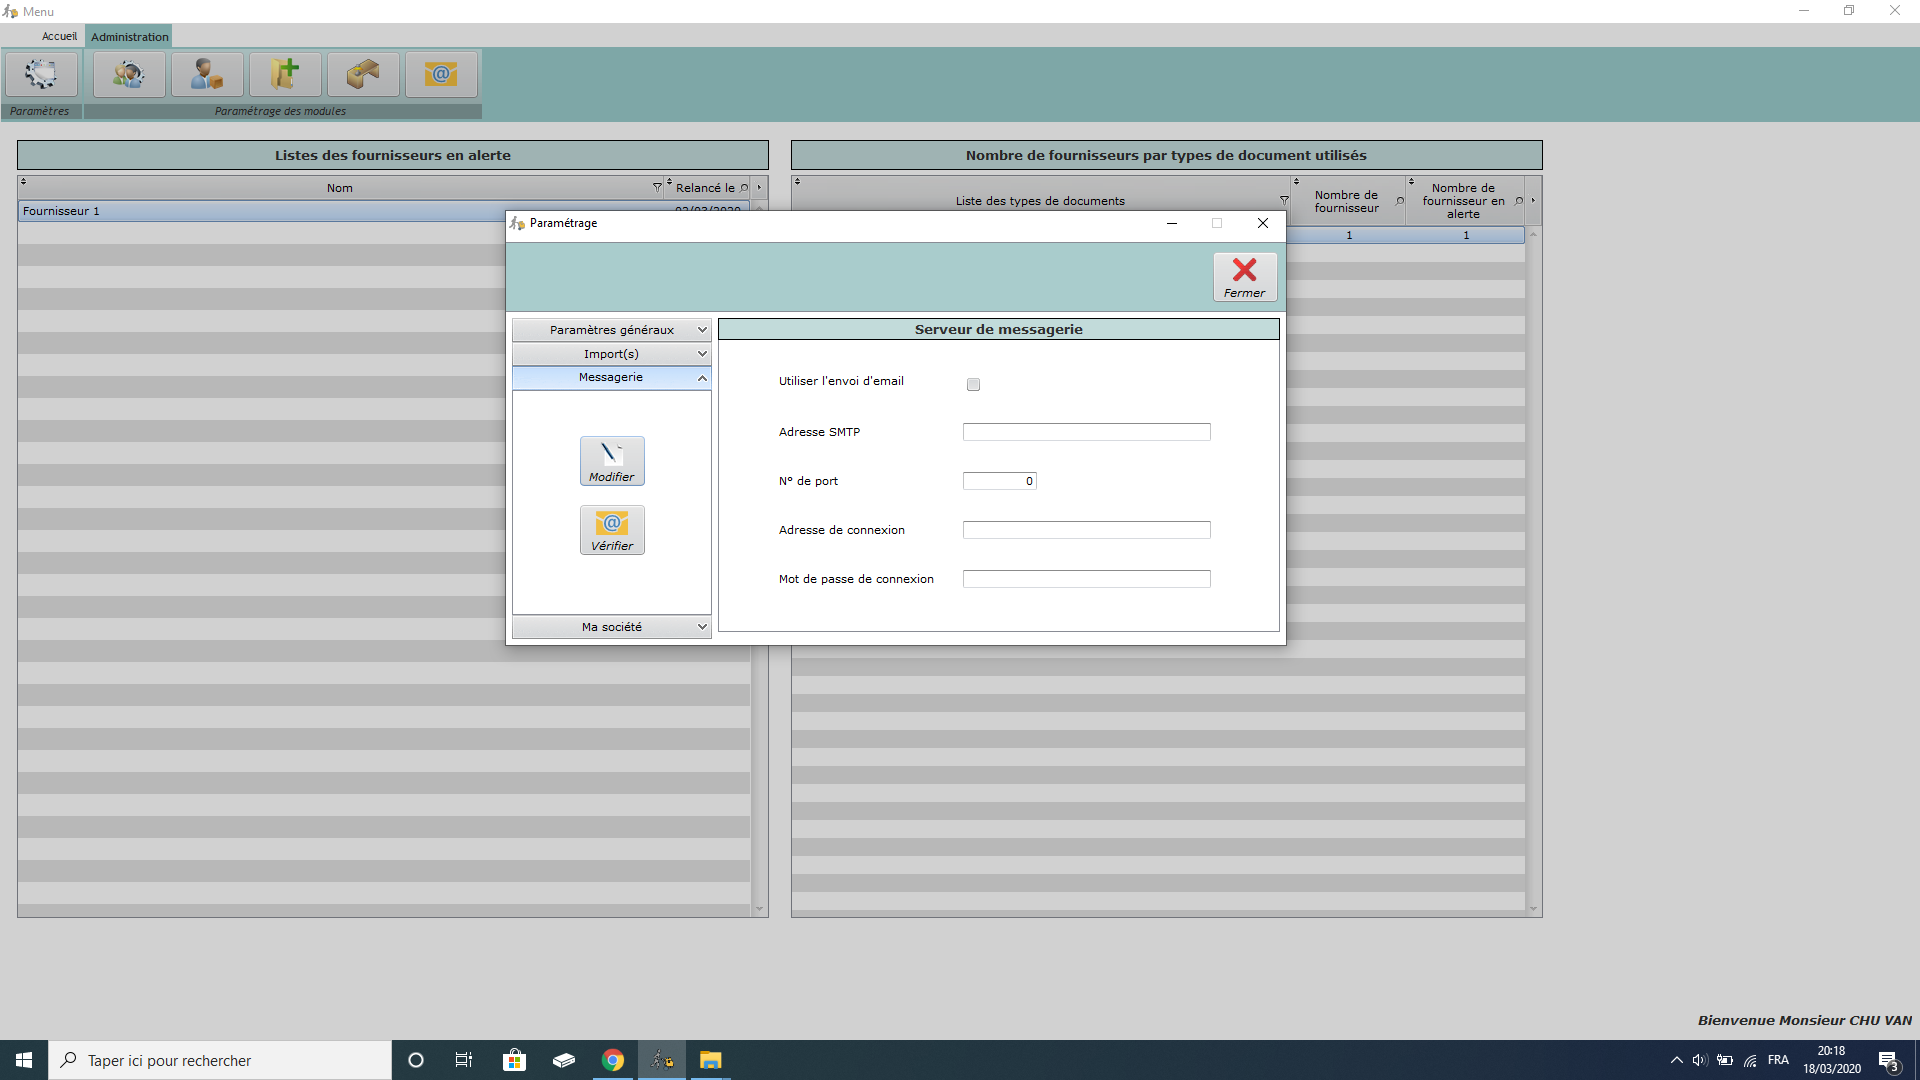 Menu
Accueil
Administration
Paramètres
Paramétrage des modules
Listes des fournisseurs en alerte
Nom
Relancé le
Fournisseur 1
Nombre de fournisseurs par types de document utilisés
Liste des types de documents
Nombre de
fournisseur
Nombre de
fournisseur en
alerte
1
1
Paramétrage
Fermer
Paramètres généraux
Import(s)
Messagerie
Modifier
Vérifier
Ma société
Serveur de messagerie
Utiliser l'envoi d'email
Adresse SMTP
N° de port
0
Adresse de connexion
Mot de passe de connexion
Bienvenue Monsieur CHU VAN
Taper ici pour rechercher
FRA
20:18
18/03/2020
3